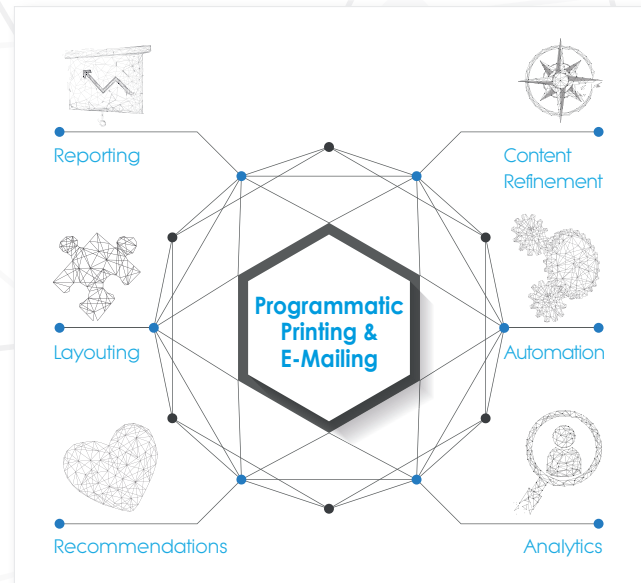 Reporting
Content
Refinement
Programmatic
Printing &
E-Mailing
Layouting
Automation
Recommendations
Analytics